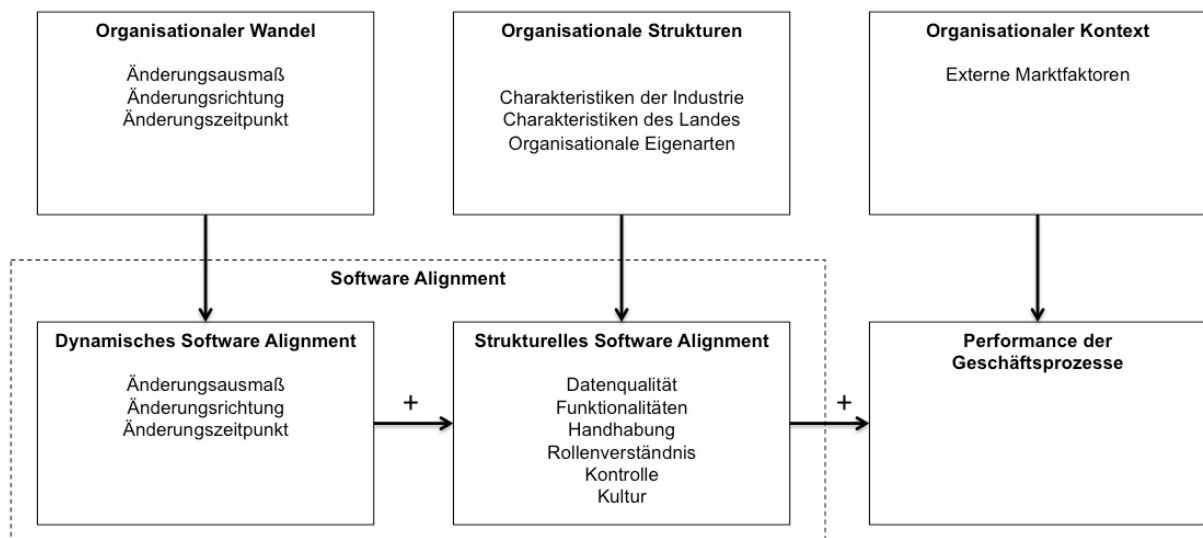 Organisationaler Wandel
Änderungsausmaß
Änderungsrichtung
Änderungszeitpunkt
Organisationale Strukturen
Charakteristiken der Industrie
Charakteristiken des Landes
Organisationale Eigenarten
Organisationaler Kontext
Externe Marktfaktoren
Software Alignment
Dynamisches Software Alignment
Änderungsausmaß
Änderungsrichtung
Änderungszeitpunkt
+
Strukturelles Software Alignment
Datenqualität
Funktionalitäten
Handhabung
Rollenverständnis
Kontrolle
Kultur
+
Performance der
Geschäftsprozesse